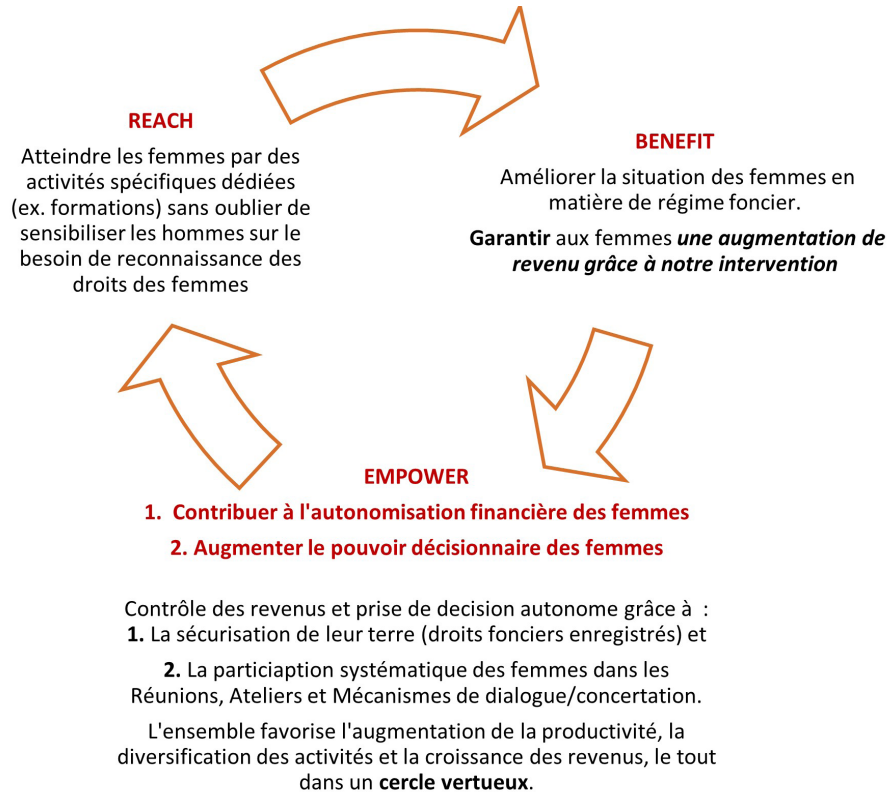 REACH
Atteindre les femmes par des
activités spécifiques dédiées
(ex. formations) sans oublier de
sensibiliser les hommes sur le
besoin de reconnaissance des
droits des femmes
BENEFIT
Améliorer la situation des femmes en
matière de régime foncier.
Garantir aux femmes une augmentation de
revenu grâce à notre intervention
EMPOWER
1. Contribuer à l'autonomisation financière des femmes
2. Augmenter le pouvoir décisionnaire des femmes
Contrôle des revenus et prise de decision autonome grâce à :
1. La sécurisation de leur terre (droits fonciers enregistrés) et
2. La particiaption systématique des femmes dans les
Réunions, Ateliers et Mécanismes de dialogue/concertation.
L'ensemble favorise l'augmentation de la productivité, la
diversification des activités et la croissance des revenus, le tout
dans un cercle vertueux.